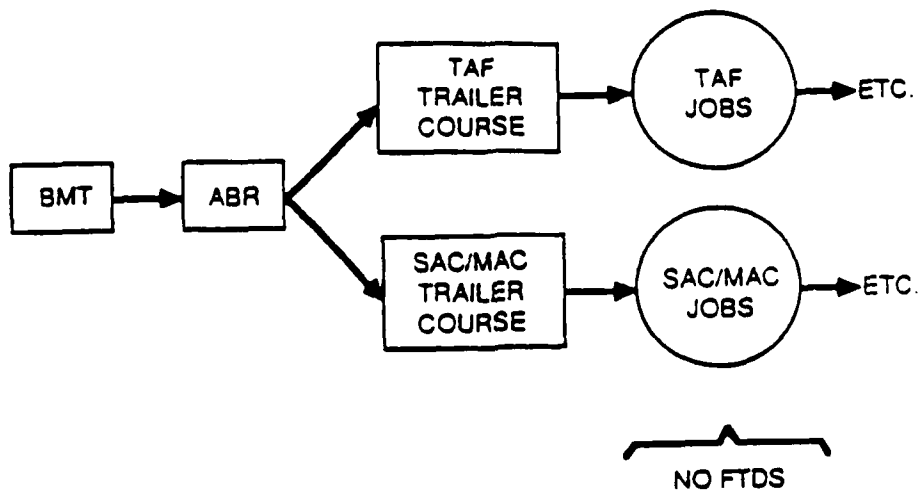 BMT
ABR
TAF
TRAILER
COURSE
TAF
JOBS
ETC.
SAC/MAC
TRAILER
COURSE
SAC/MAC
JOBS
ETC.
NO FTDS